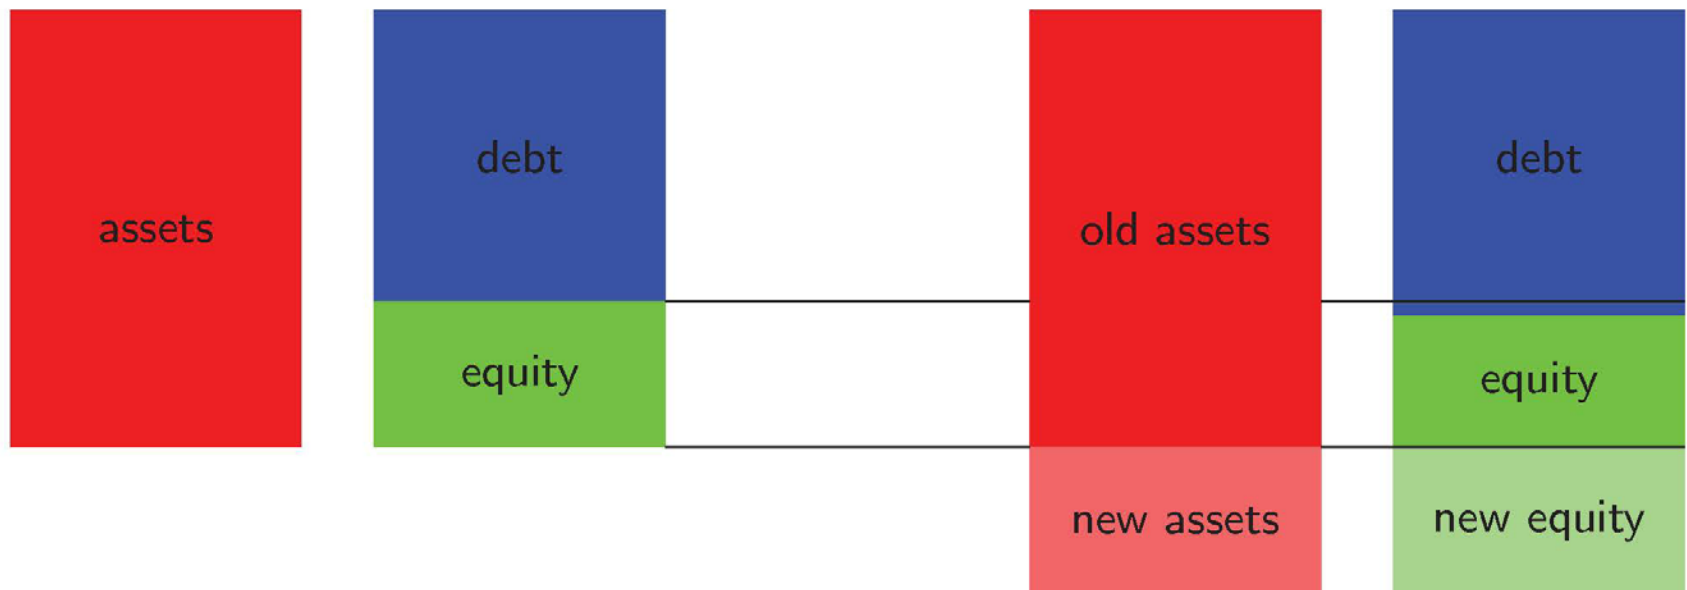 assets
debt
equity
old assets
new assets
debt
equity
new equity